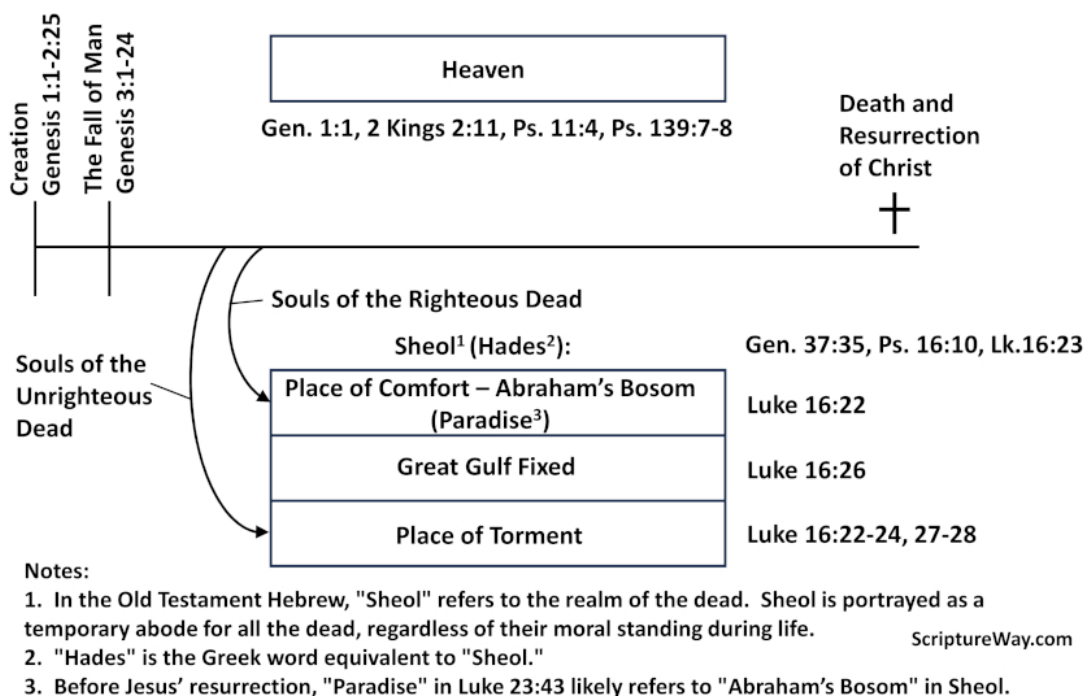 Creation
Genesis 1:1-2:25
The Fall of Man
Genesis 3:1-24
Heaven
Gen. 1:1, 2 Kings 2:11, Ps. 11:4, Ps. 139:7-8
Death and
Resurrection
of Christ
Souls of the Righteous Dead
Souls of the
Unrighteous
Dead
Sheol¹ (Hades²):
Gen. 37:35, Ps. 16:10, Lk.16:23
Place of Comfort – Abraham’s Bosom
(Paradise³)
Luke 16:22
Great Gulf Fixed
Luke 16:26
Place of Torment
Luke 16:22-24, 27-28
Notes:
1. In the Old Testament Hebrew, "Sheol" refers to the realm of the dead. Sheol is portrayed as a
temporary abode for all the dead, regardless of their moral standing during life.
ScriptureWay.com
2. "Hades" is the Greek word equivalent to "Sheol."
3. Before Jesus’ resurrection, "Paradise" in Luke 23:43 likely refers to "Abraham’s Bosom" in Sheol.